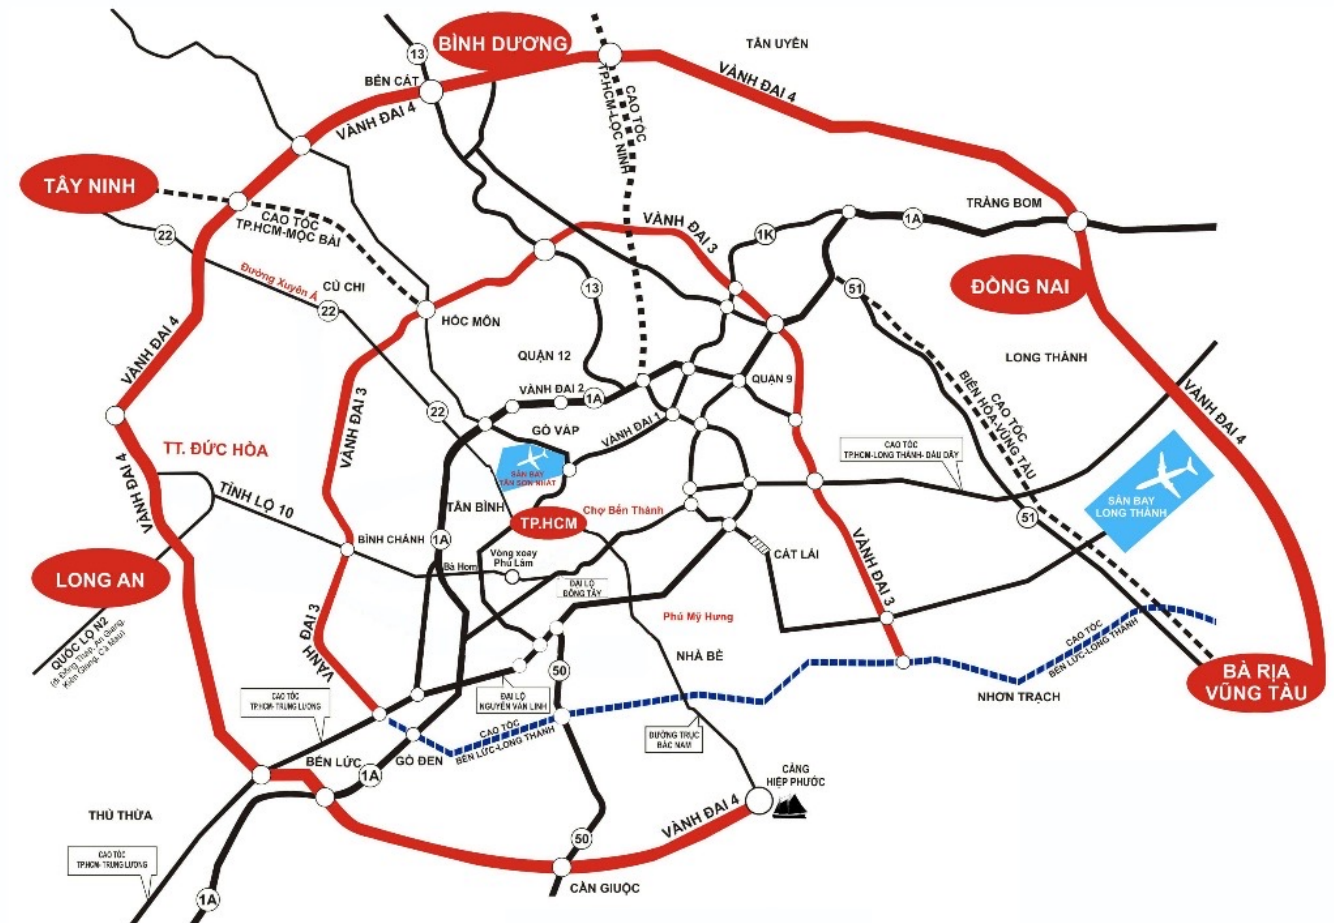 BÌNH DƯƠNG
TÂN UYÊN
13
BẾN CÁT
VÀNH ĐAI 4
VÀNH ĐAI 4
CAO TỐC
TP.HCM-LỘC NINH
TÂY NINH
CAO TỐC
TP.HCM-MỘC BÀI
22
Đường Xuyên Á
CỦ CHI
22
VÀNH ĐAI 3
1K
1A
TRẢNG BOM
ĐỒNG NAI
51
13
HÓC MÔN
VÀNH ĐAI 4
QUẬN 12
LONG THÀNH
QUẬN 9
VÀNH ĐAI 2
1A
22
VÀNH ĐAI 3
GÒ VẤP
VÀNH ĐAI 1
CAO TỐC
BIÊN HÒA-VŨNG TÀU
VÀNH ĐAI 4
TT. ĐỨC HÒA
CAO TỐC
TP.HCM-LONG THÀNH- DẦU DÂY
SÂN BAY
TÂN SƠN NHẤT
SÂN BAY
LONG THÀNH
VÀNH ĐAI 4
TỈNH LỘ 10
TÂN BÌNH
TP.HCM
Chợ Bến Thành
51
BÌNH CHÁNH
1A
Bà Hom
Vòng xoay
Phú Lâm
CÁT LÁI
VÀNH ĐAI 3
LONG AN
ĐẠI LỘ
ĐÔNG TÂY
VÀNH ĐAI 3
Phú Mỹ Hưng
QUỐC LỘ N2
(đi Đồng Tháp, An Giang,
Kiên Giang, Cà Mau)
NHÀ BÈ
50
CAO TỐC
BẾN LỨC-LONG THÀNH
BÀ RỊA
VŨNG TÀU
NHƠN TRẠCH
CAO TỐC
TP.HCM- TRUNG LƯƠNG
ĐẠI LỘ
NGUYỄN VĂN LINH
CAO TỐC
BẾN LỨC-LONG THÀNH
ĐƯỜNG TRỤC
BẮC NAM
BẾN LỨC
1A
GÒ ĐEN
CẢNG
HIỆP PHƯỚC
VÀNH ĐAI 4
THỦ THỪA
50
CAO TỐC
TP.HCM- TRUNG LƯƠNG
1A
CẦN GIUỘC